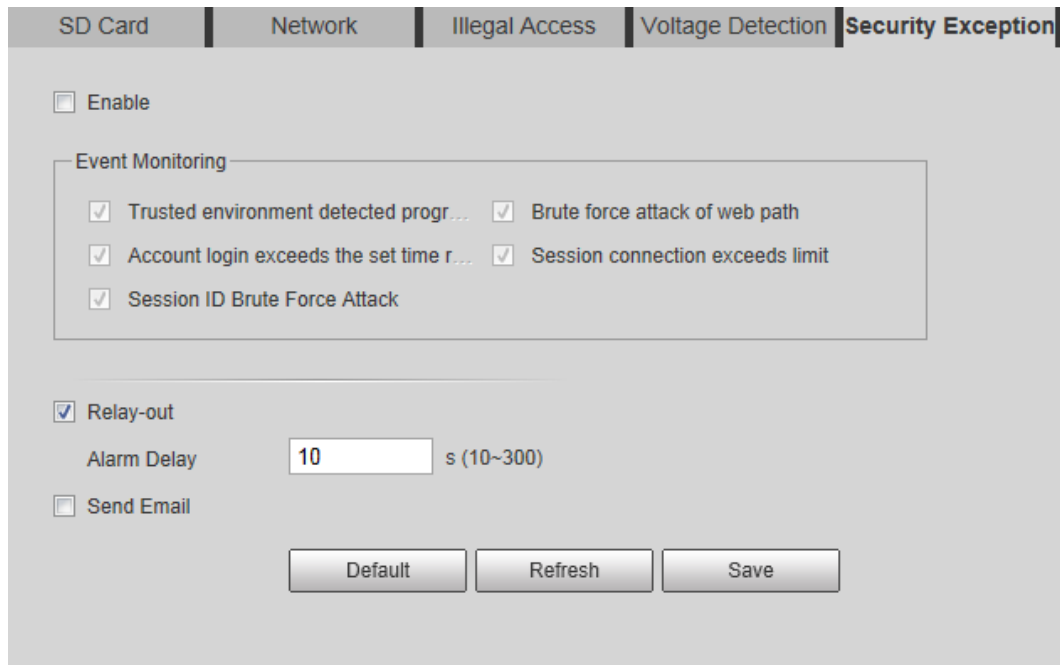 SD Card Network Illegal Access Voltage Detection Security Exception
Enable
Event Monitoring
Trusted environment detected progr... Brute force attack of web path
Account login exceeds the set time r... Session connection exceeds limit
Session ID Brute Force Attack
Relay-out
Alarm Delay 10 s (10~300)
Send Email
Default Refresh Save